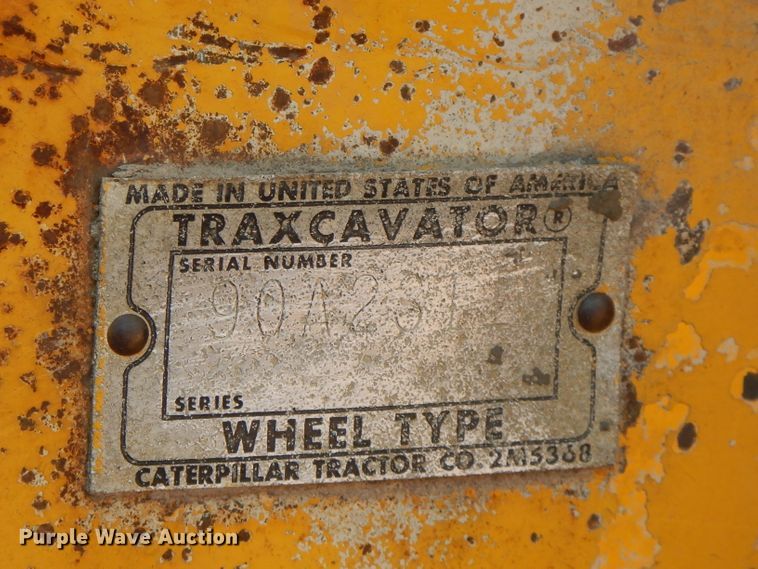 MADE IN UNITED STATES OF AMERICA
TRAXCAVATOR®
SERIAL NUMBER
SERIES
WHEEL TYPE
CATERPILLAR TRACTOR CO. 2M5368
Purple Wave Auction